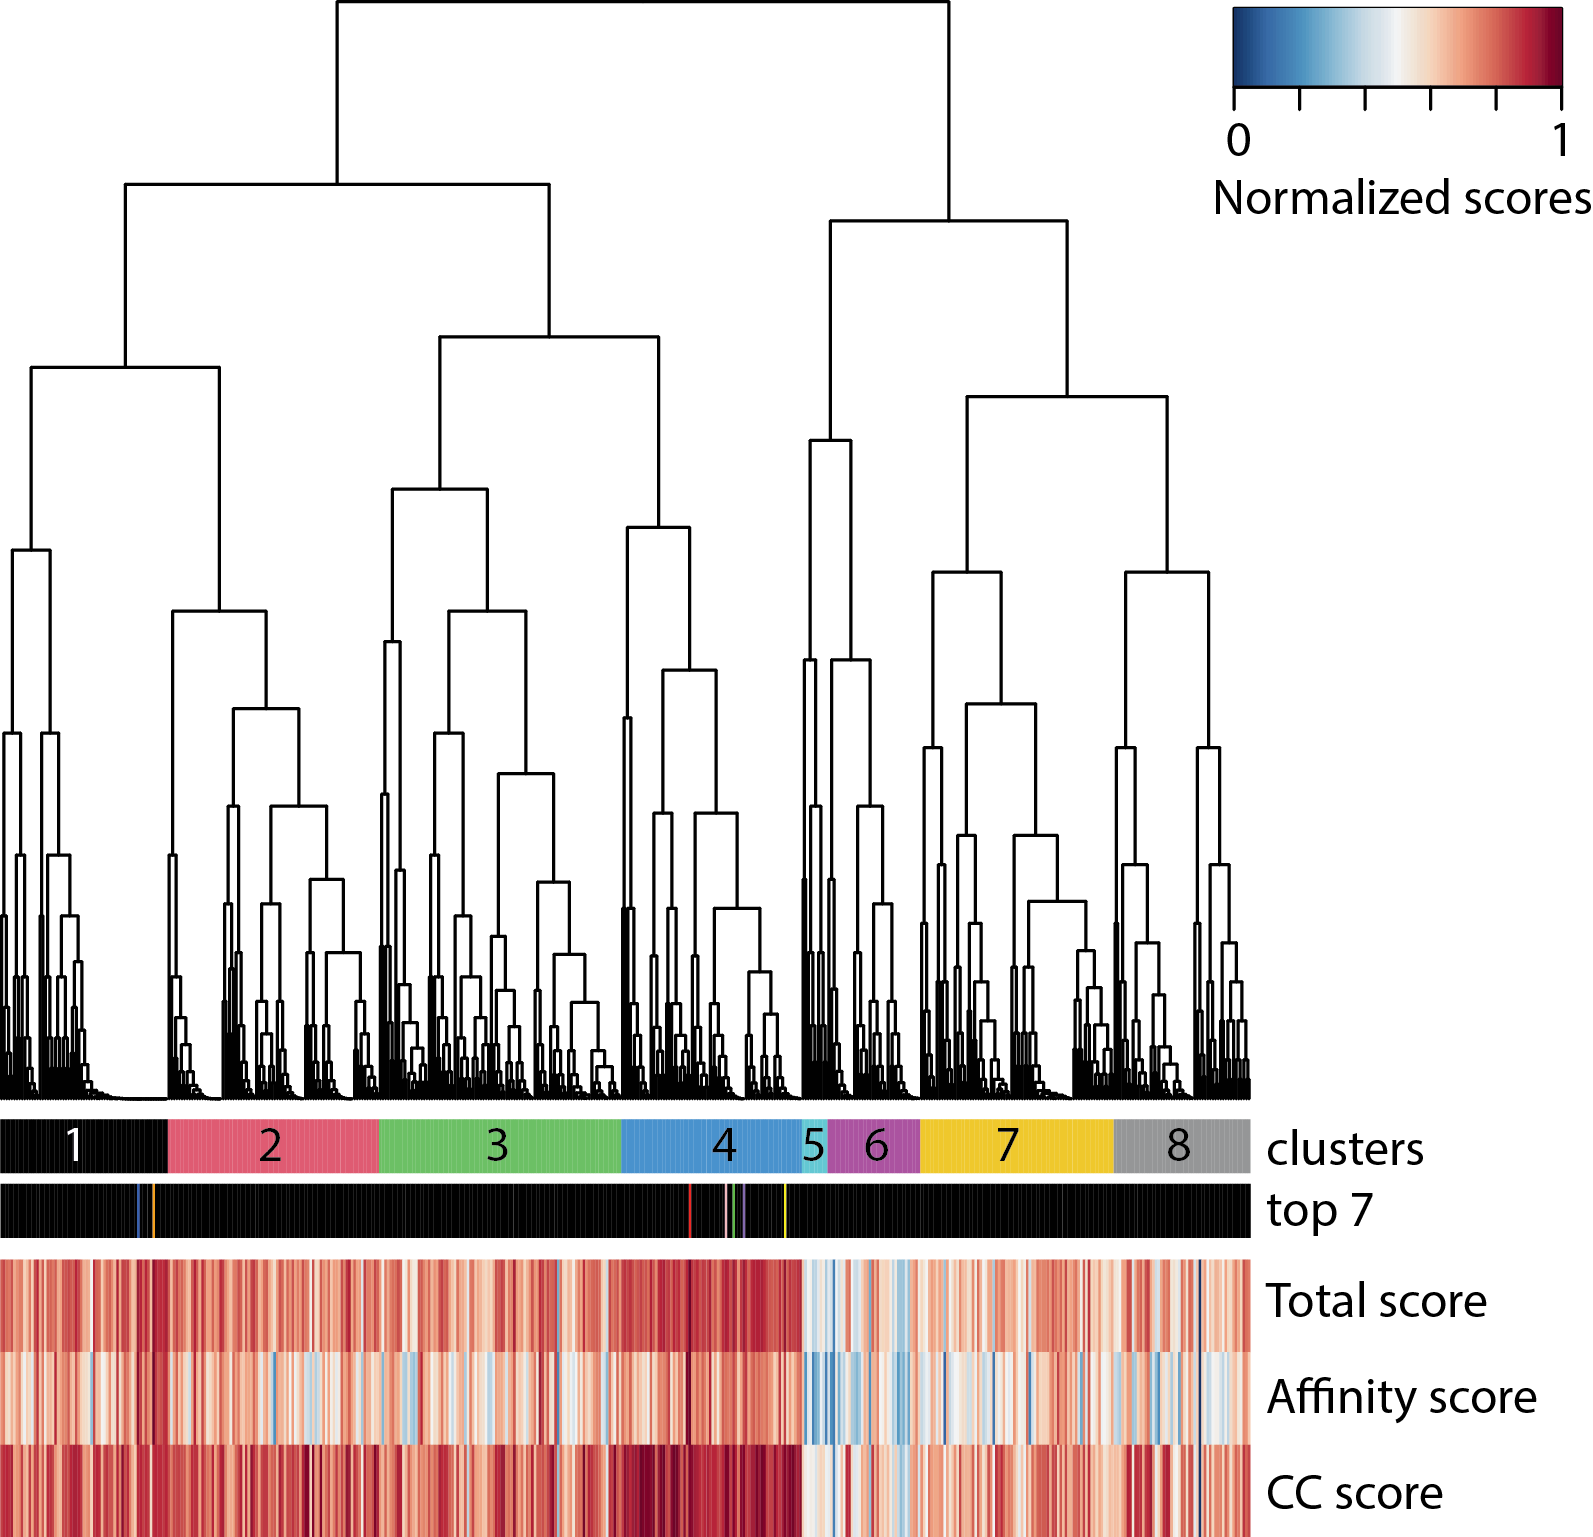 0 1
Normalized scores
1 2 3 4 5 6 7 8 clusters
top 7
Total score
Affinity score
CC score